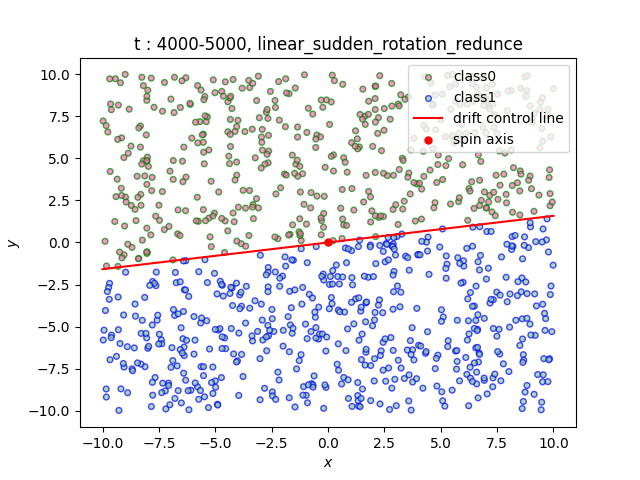 t : 4000-5000, linear_sudden_rotation_redunce
class0
class1
drift control line
spin axis
10.0
7.5
5.0
2.5
0.0
−2.5
−5.0
−7.5
−10.0
y
−10.0 −7.5 −5.0 −2.5 0.0 2.5 5.0 7.5 10.0
x